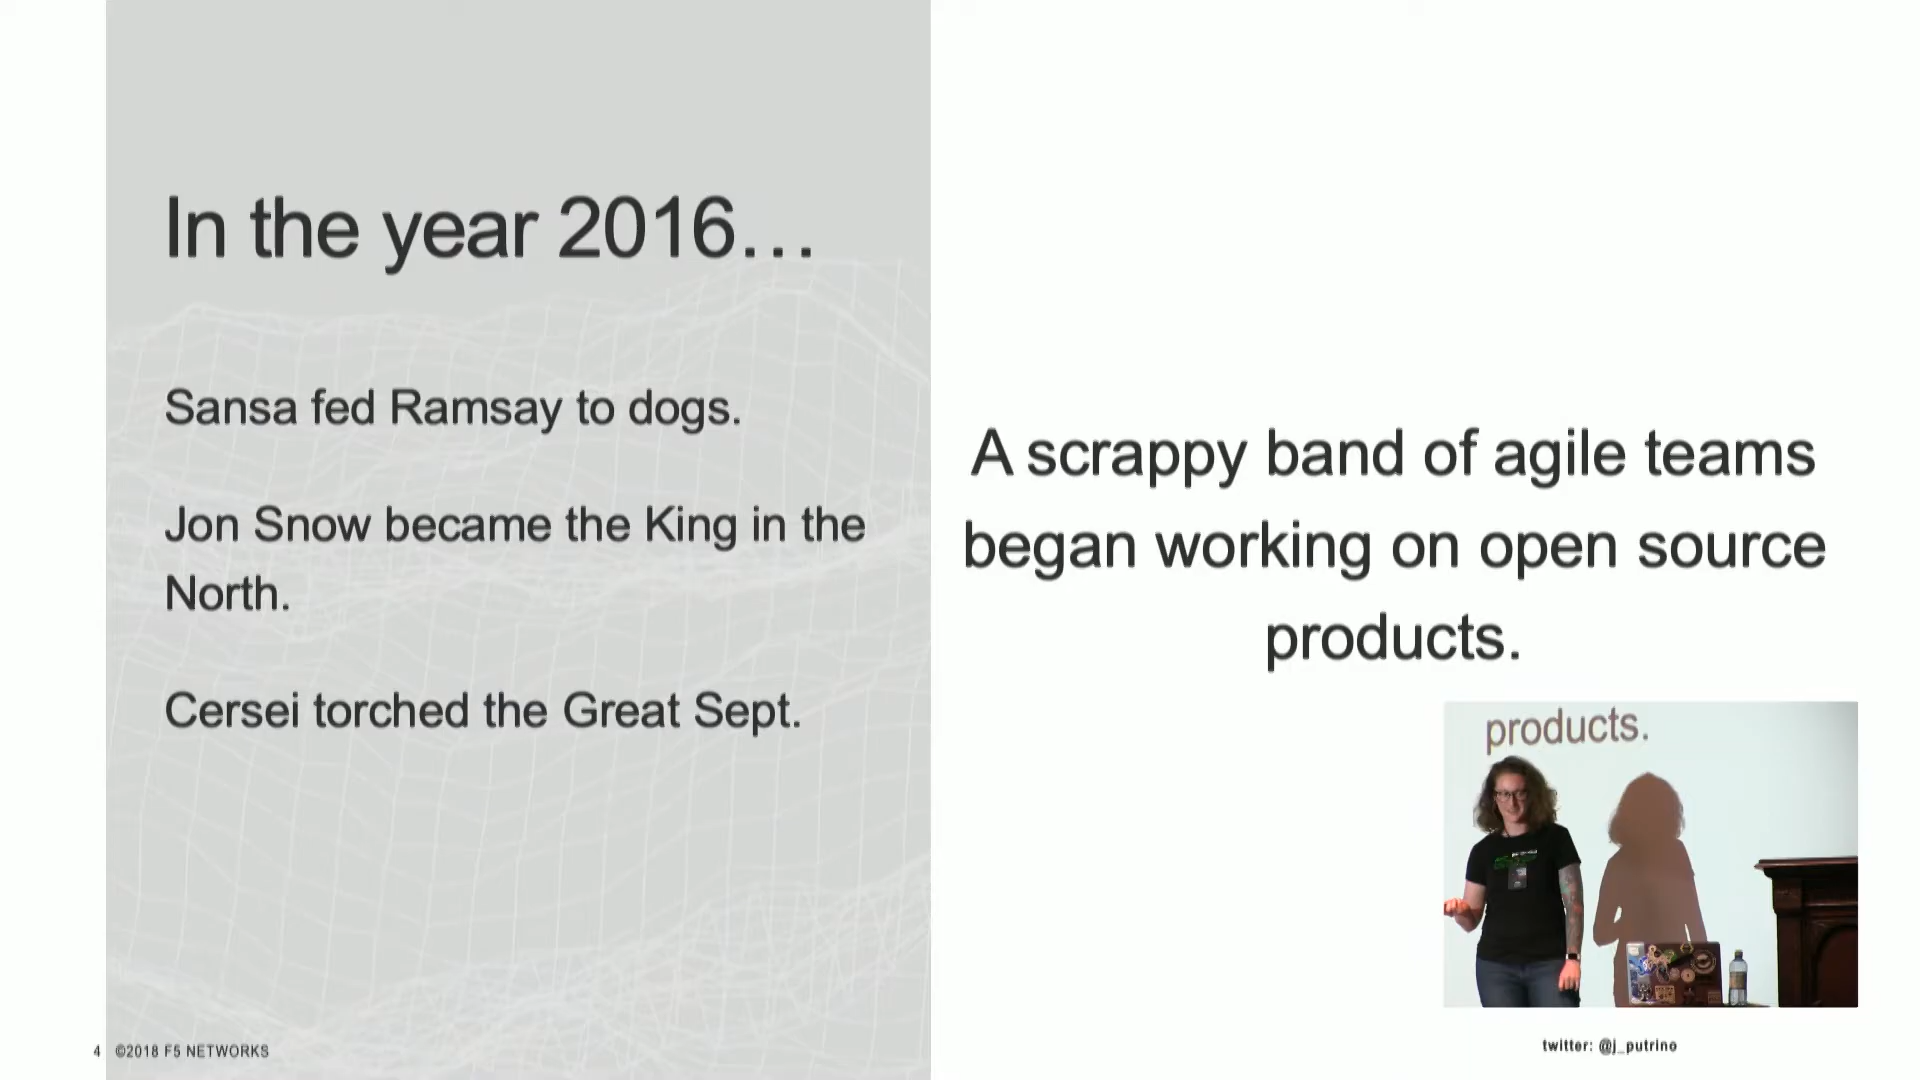 In the year 2016…
Sansa fed Ramsay to dogs.
Jon Snow became the King in the
North.
Cersei torched the Great Sept.
A scrappy band of agile teams
began working on open source
products.
products.
4 ©2018 F5 NETWORKS
twitter: @j_putrino